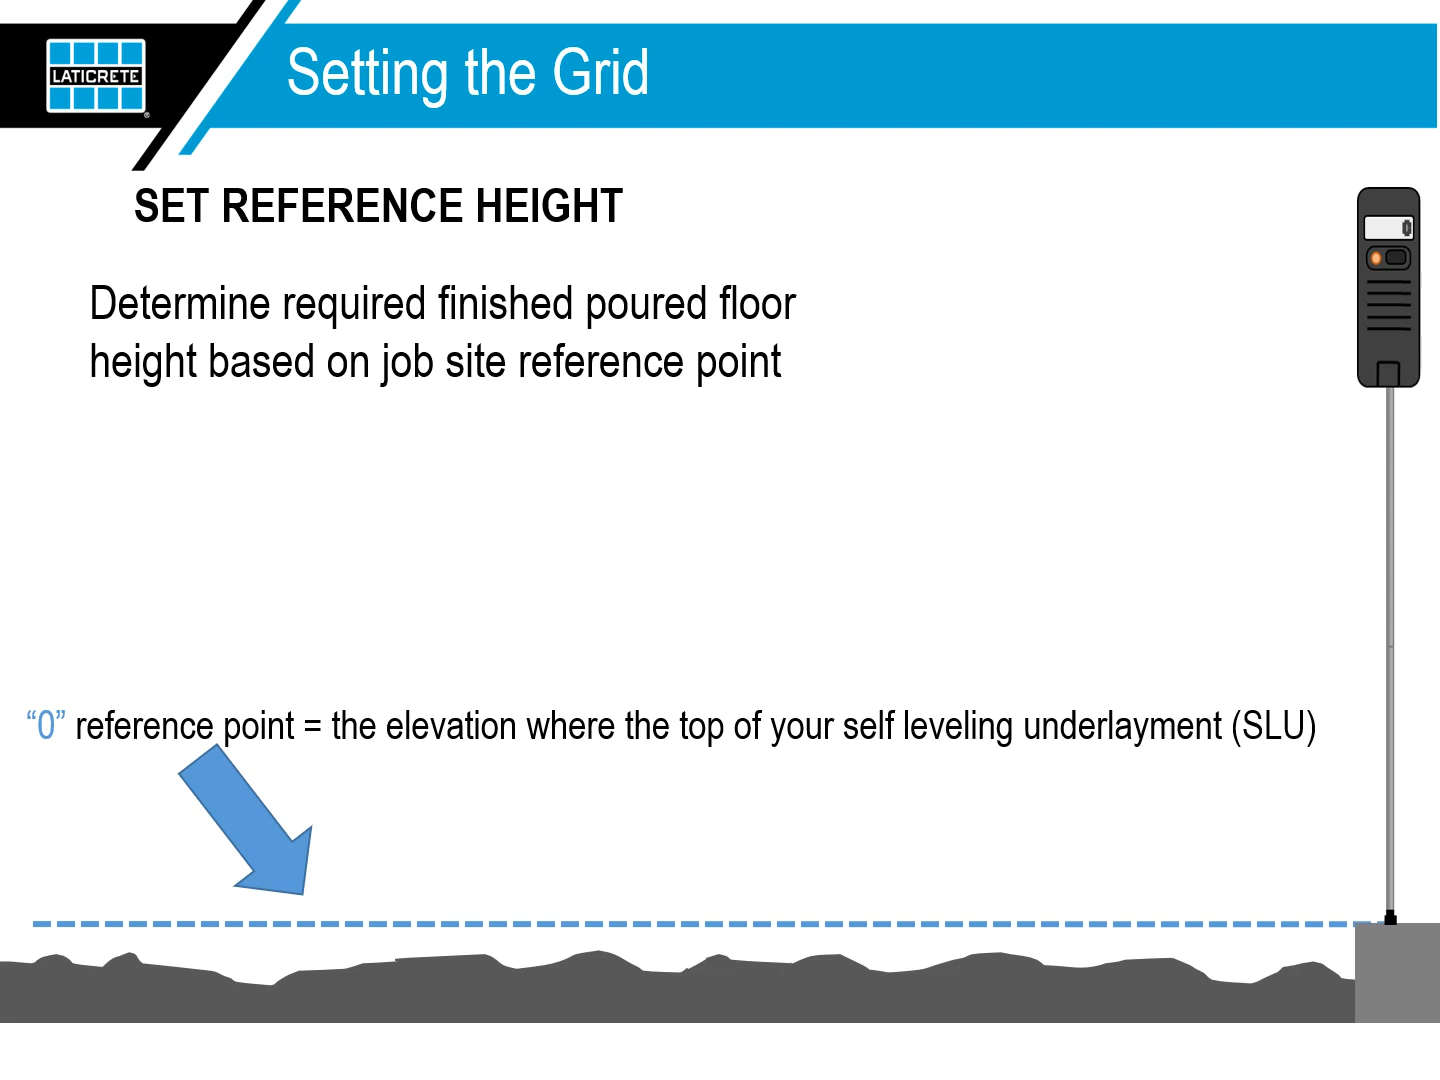 LATICRETE
®
Setting the Grid
SET REFERENCE HEIGHT
0
Determine required finished poured floor
height based on job site reference point
“0” reference point = the elevation where the top of your self leveling underlayment (SLU)